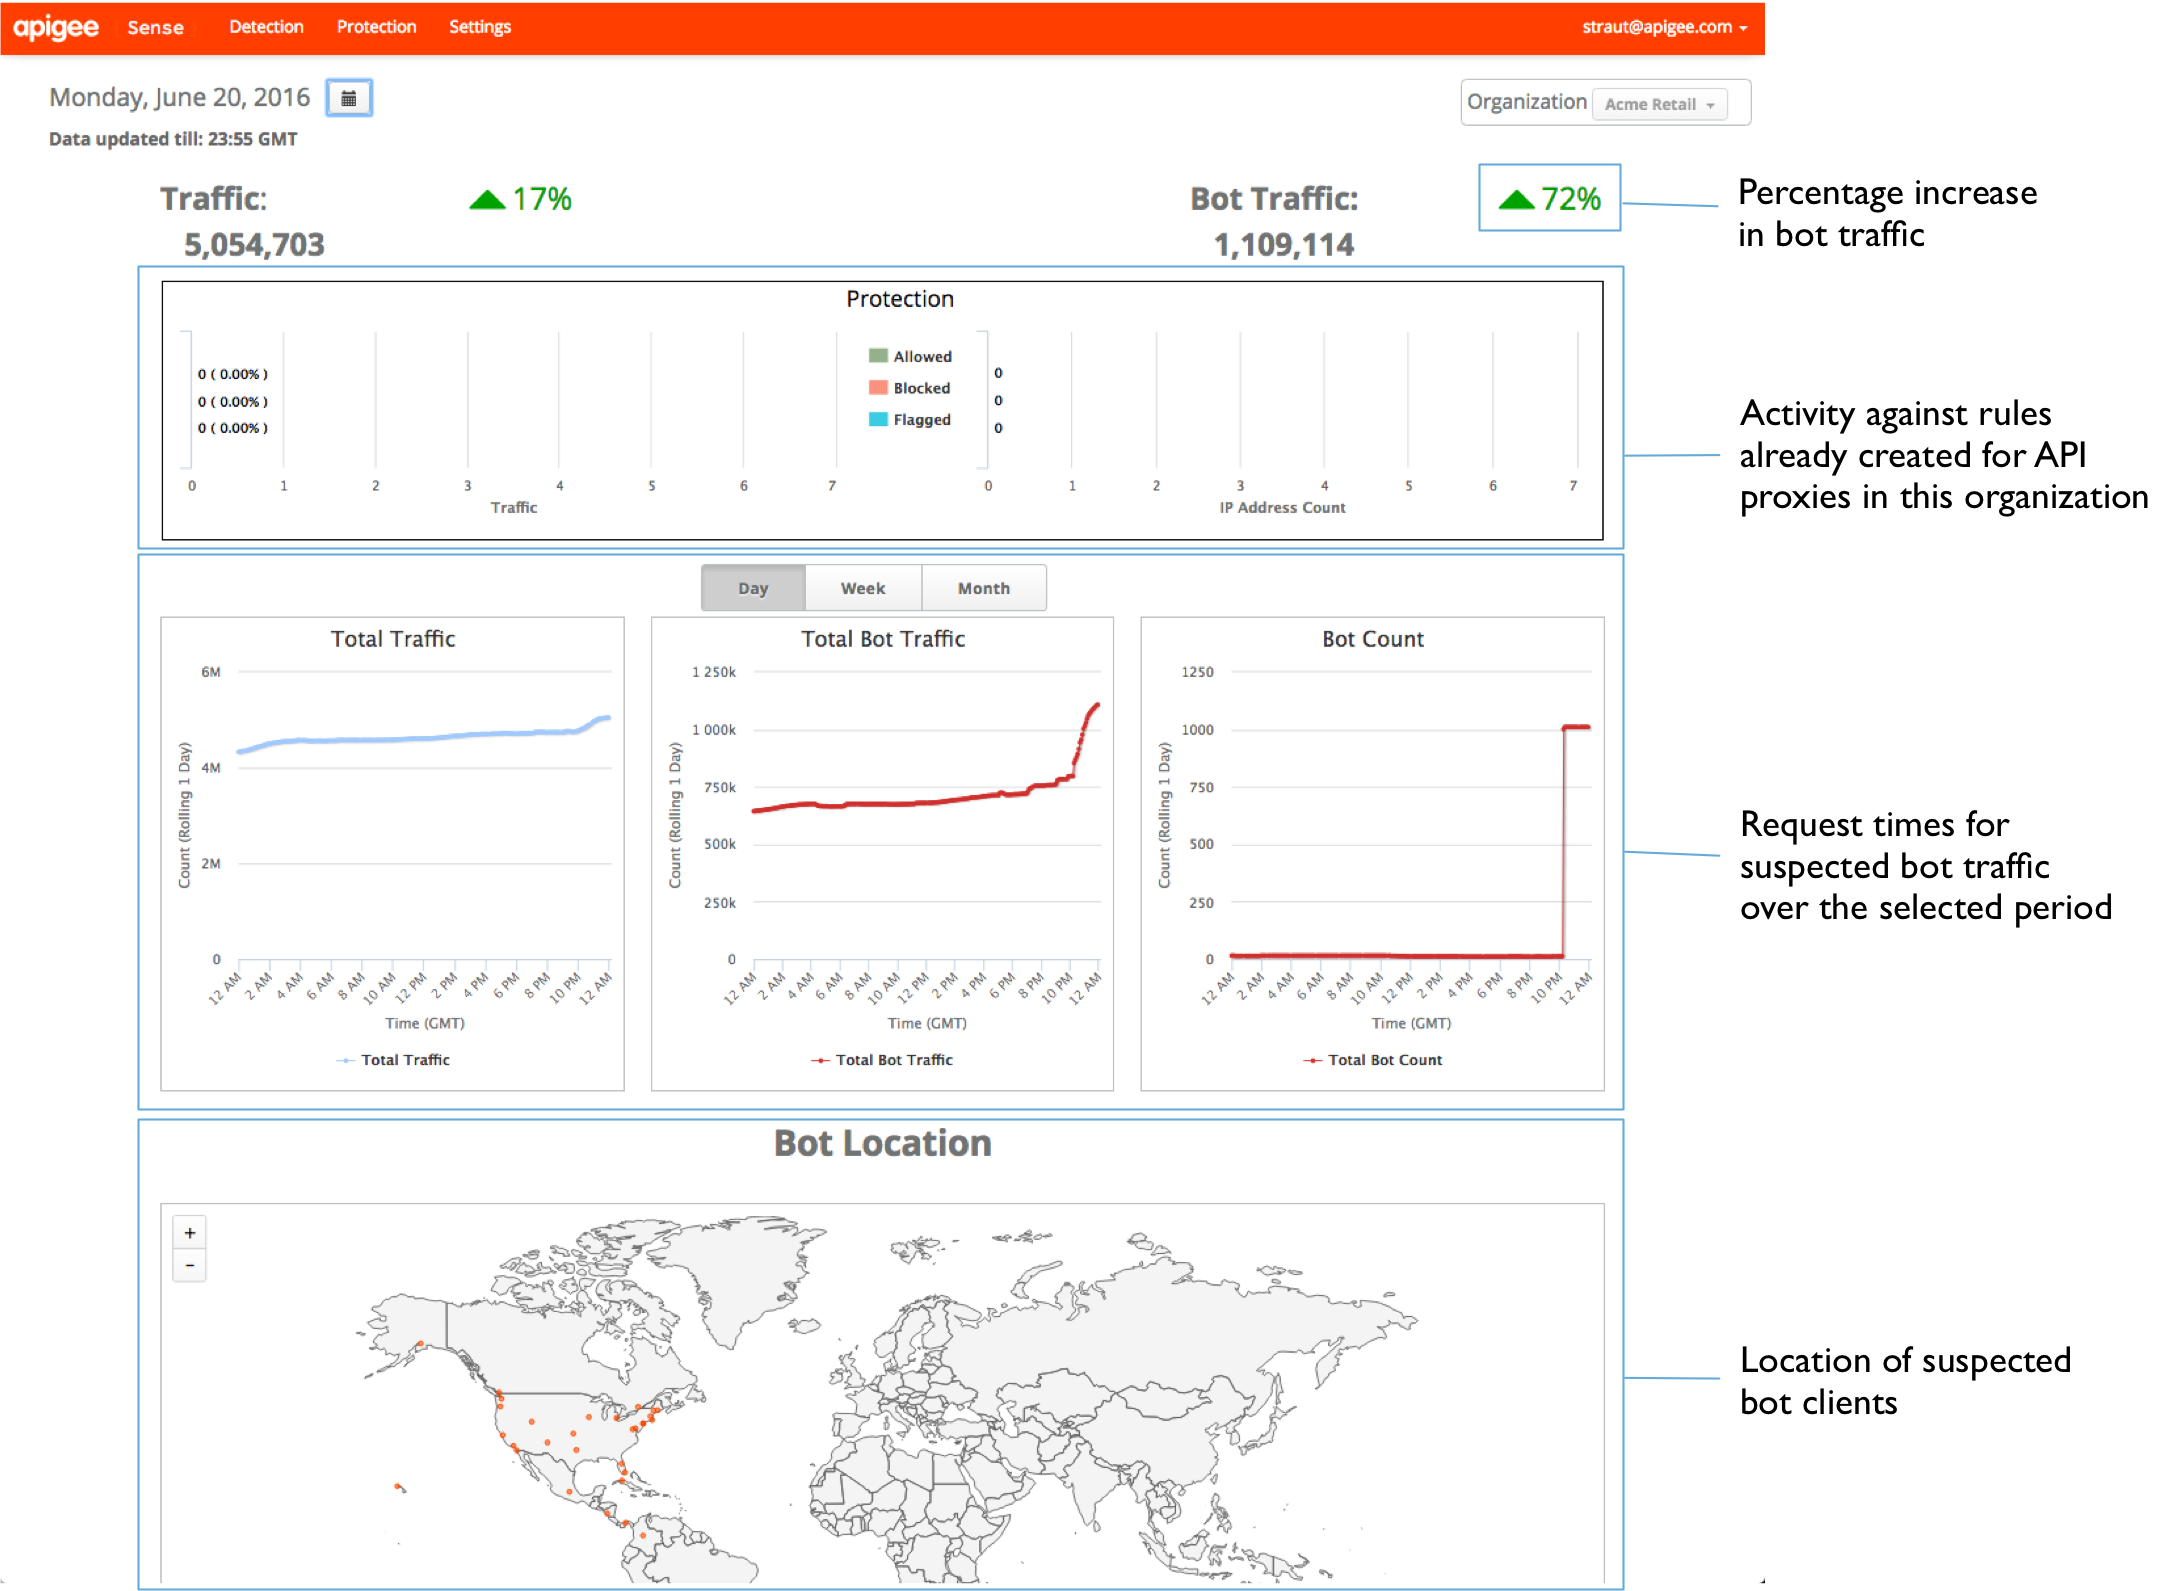 apigee Sense Detection Protection Settings straut@apigee.com
Monday, June 20, 2016
Organization Acme Retail
Data updated till: 23:55 GMT
Traffic: 17%
5,054,703
Bot Traffic: 72%
1,109,114
Percentage increase
in bot traffic
Protection
0 ( 0.00% )
0 ( 0.00% )
0 ( 0.00% )
0 1 2 3 4 5 6 7
Traffic
Allowed
Blocked
Flagged
0
0
0
0 1 2 3 4 5 6 7
IP Address Count
Activity against rules
already created for API
proxies in this organization
Day Week Month
Total Traffic
6M
4M
2M
0
Count (Rolling 1 Day)
12 AM 2 AM 4 AM 6 AM 8 AM 10 AM 12 PM 2 PM 4 PM 6 PM 8 PM 10 PM 12 AM
Time (GMT)
Total Traffic
Total Bot Traffic
1 250k
1 000k
750k
500k
250k
0
Count (Rolling 1 Day)
12 AM 2 AM 4 AM 6 AM 8 AM 10 AM 12 PM 2 PM 4 PM 6 PM 8 PM 10 PM 12 AM
Time (GMT)
Total Bot Traffic
Bot Count
1250
1000
750
500
250
0
Count (Rolling 1 Day)
12 AM 2 AM 4 AM 6 AM 8 AM 10 AM 12 PM 2 PM 4 PM 6 PM 8 PM 10 PM 12 AM
Time (GMT)
Total Bot Count
Request times for
suspected bot traffic
over the selected period
Bot Location
+
-
Location of suspected
bot clients